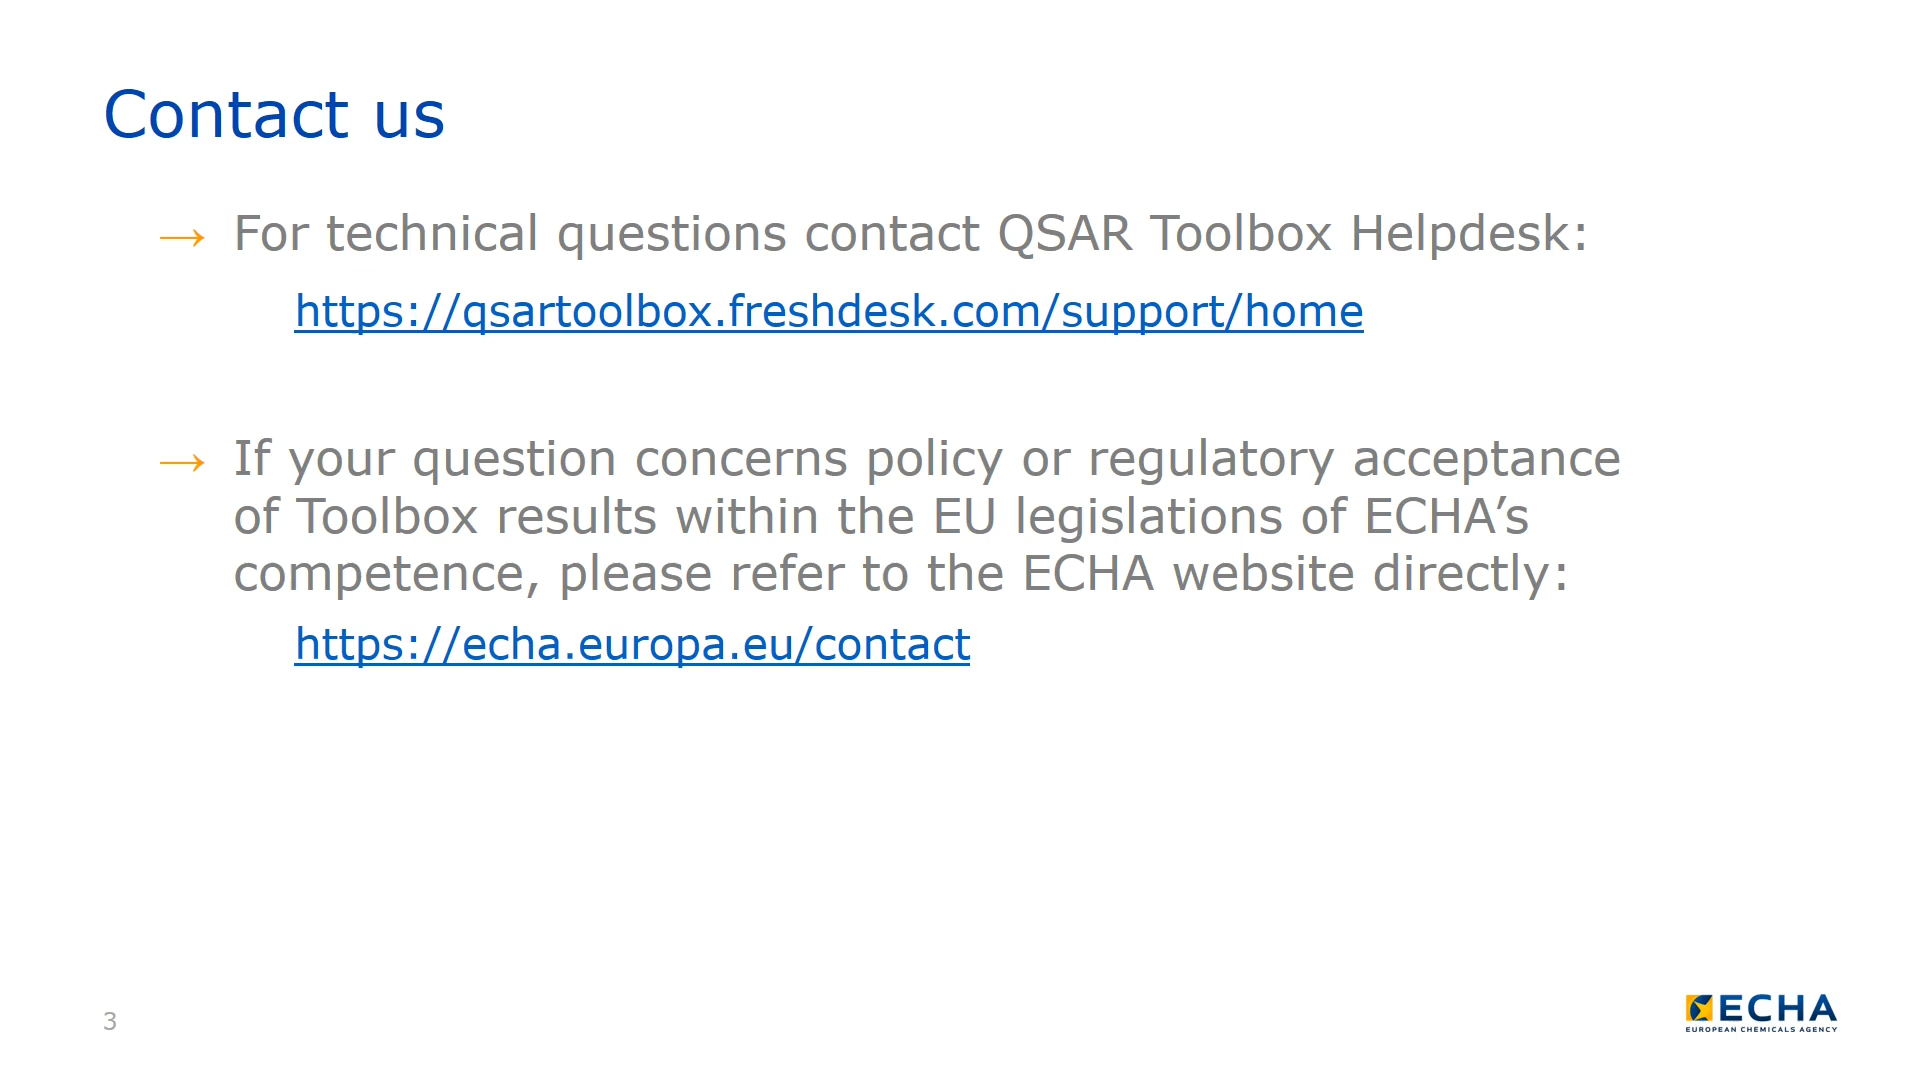 Contact us
→ For technical questions contact QSAR Toolbox Helpdesk:
https://qsartoolbox.freshdesk.com/support/home
→ If your question concerns policy or regulatory acceptance
of Toolbox results within the EU legislations of ECHA’s
competence, please refer to the ECHA website directly:
https://echa.europa.eu/contact
3
ECHA
EUROPEAN CHEMICALS AGENCY